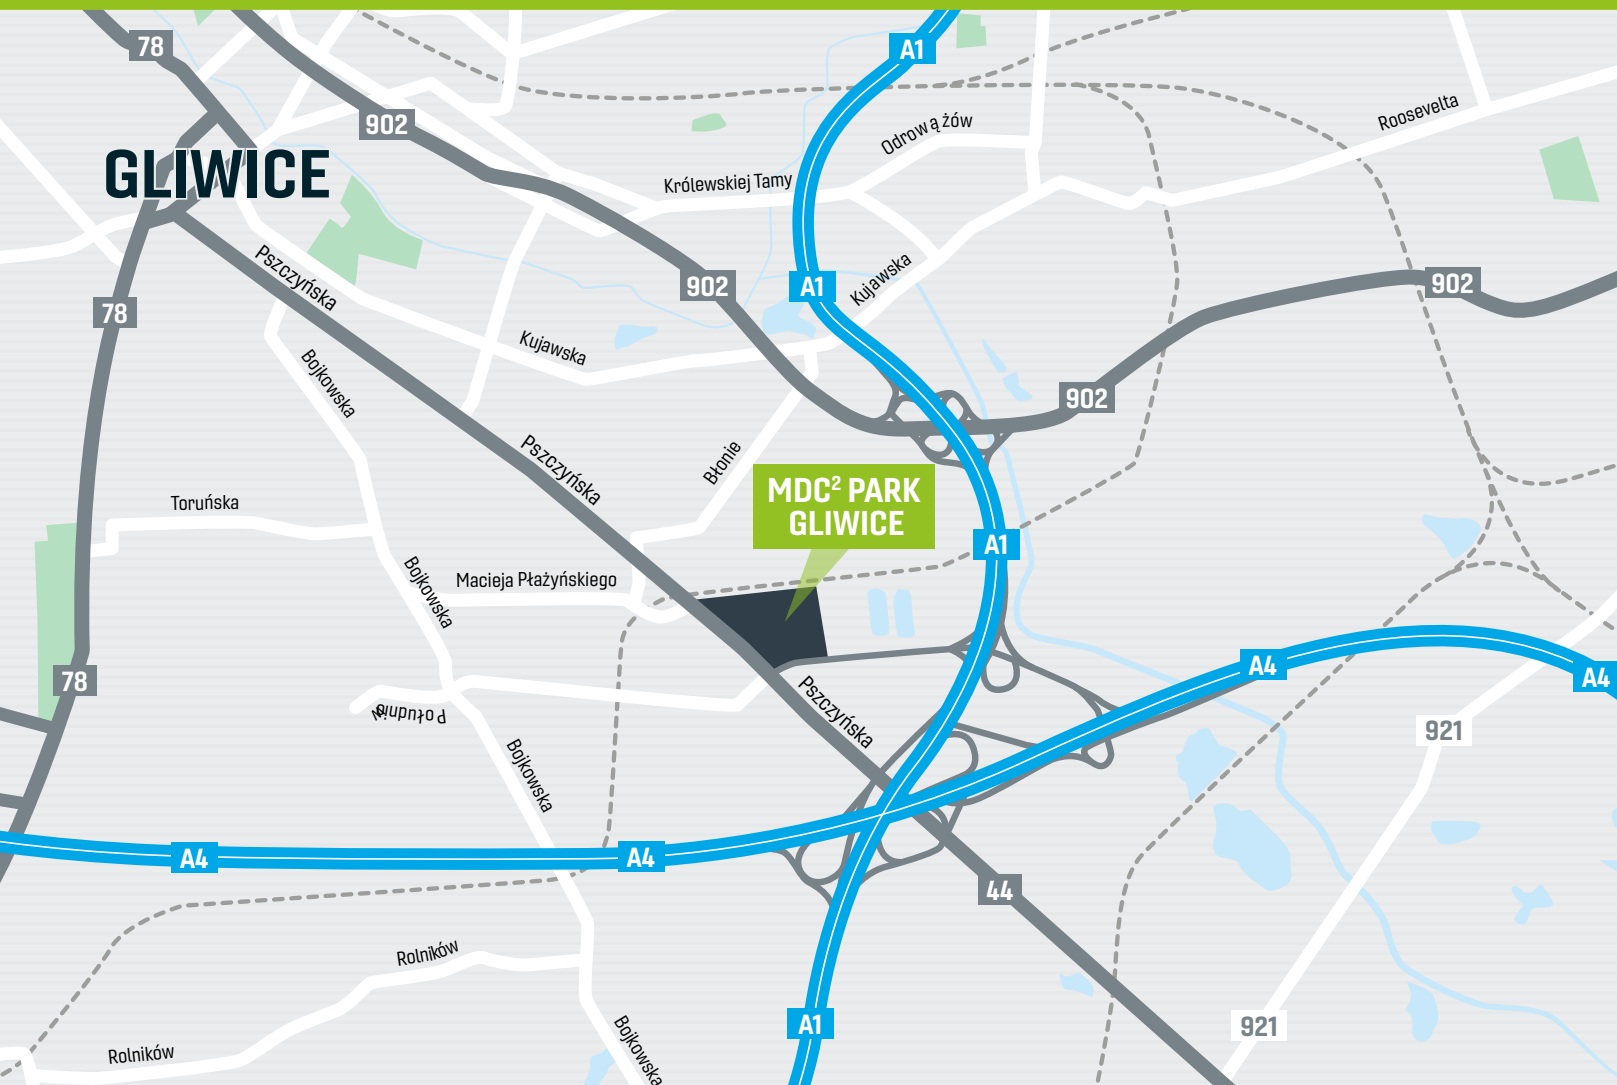 78
A1
902
Odrowążów
Roosevelta
GLIWICE
Królewskiej Tamy
Pszczyńska
78
902
A1
Kujawska
902
Kujawska
Bojkowska
902
Pszczyńska
Błonie
MDC² PARK
GLIWICE
Toruńska
A1
Bojkowska
Macieja Płażyńskiego
78
A4
A4
Pszczyńska
921
Bojkowska
A4
A4
44
Rolników
A1
921
Rolników
Bojkowska